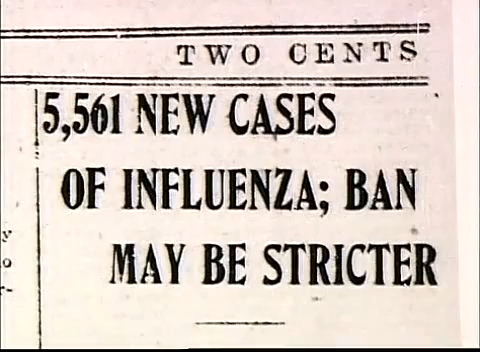 TWO CENTS
5,561 NEW CASES
OF INFLUENZA; BAN
MAY BE STRICTER
y
o